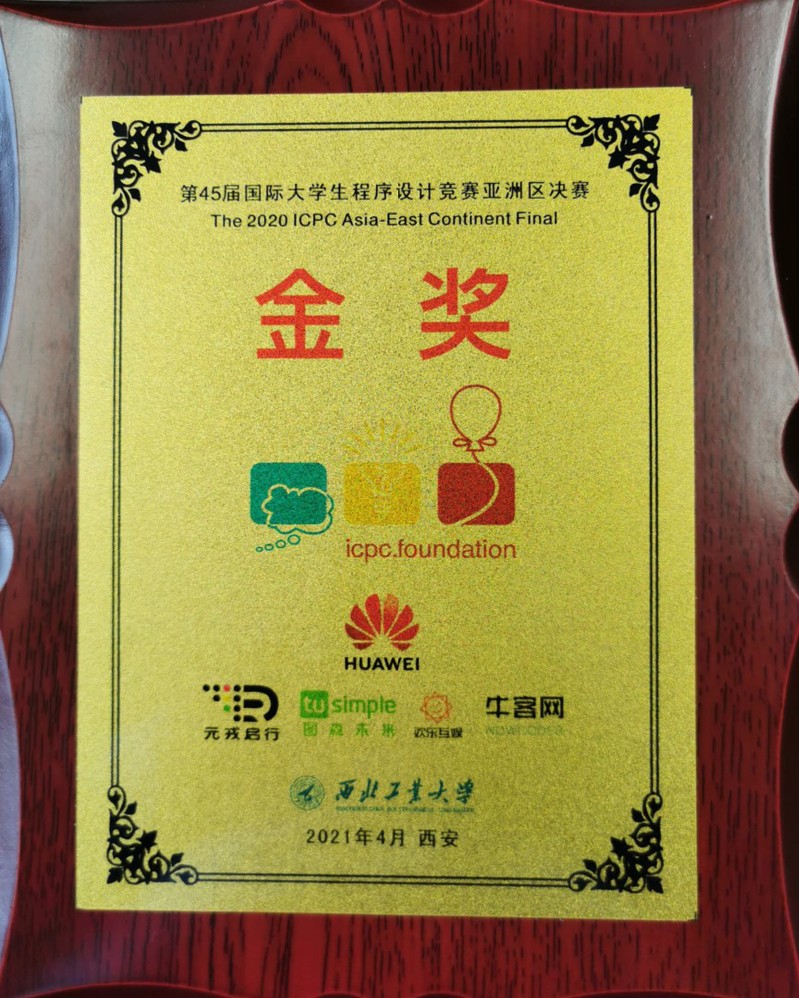 第45届国际大学生程序设计竞赛亚洲区决赛
The 2020 ICPC Asia-East Continent Final
金奖
icpc.foundation
HUAWEI
元戎启行
tusimple
图森未来
欢乐互娱
牛客网
西北工业大学
2021年4月 西安